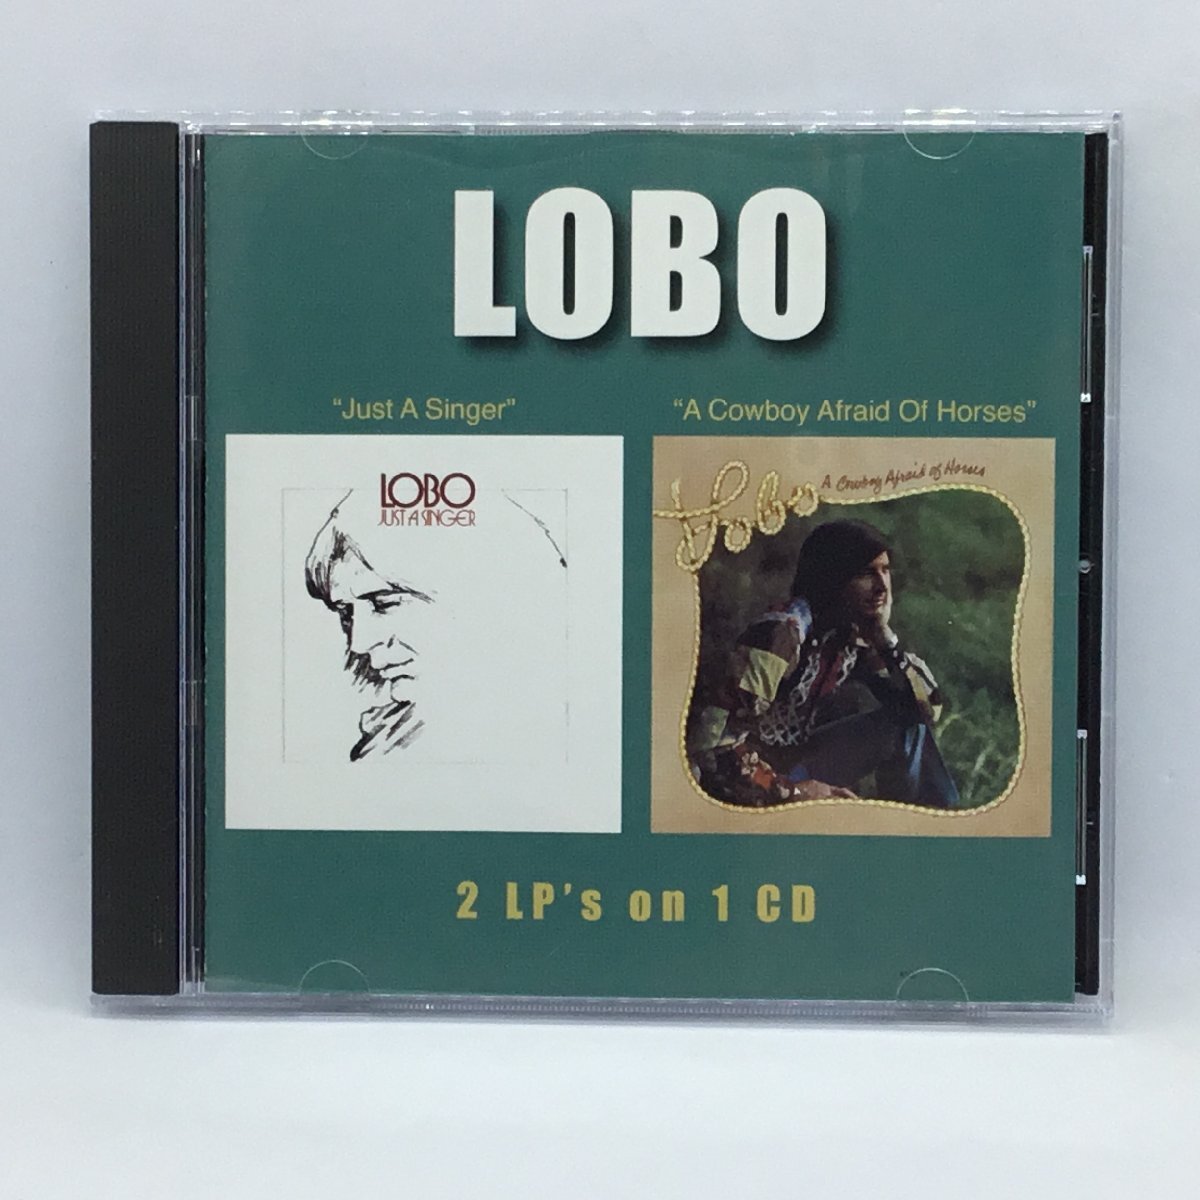 LOBO
“Just A Singer”
“A Cowboy Afraid Of Horses”
LOBO
JUST A SINGER
Lobo
A Cowboy Afraid of Horses
2 LP's on 1 CD